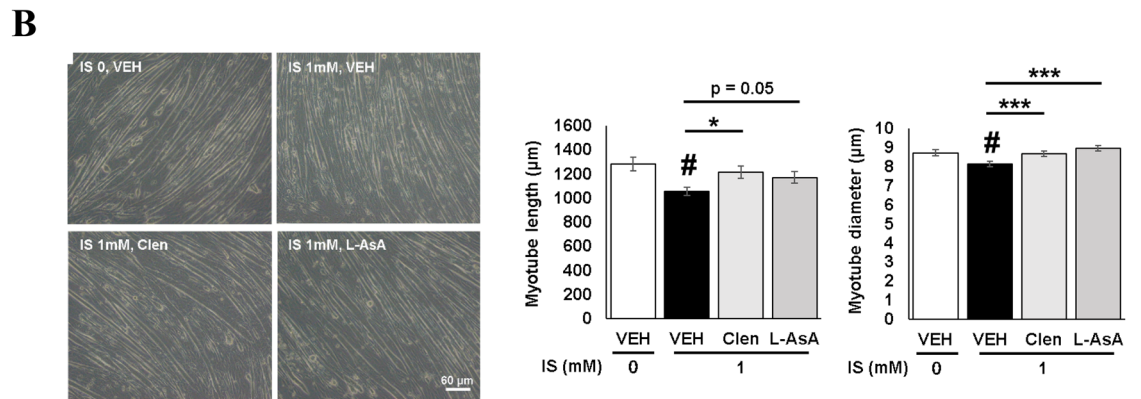 B
IS 0, VEH
IS 1mM, VEH
IS 1mM, Clen
IS 1mM, L-AsA
60 µm
p = 0.05
*
#
Myotube length (µm)
1600
1400
1200
1000
800
600
400
200
0
VEH VEH Clen L-AsA
IS (mM) 0 1
***
***
#
Myotube diameter (µm)
10
9
8
7
6
5
4
3
2
1
0
VEH VEH Clen L-AsA
IS (mM) 0 1